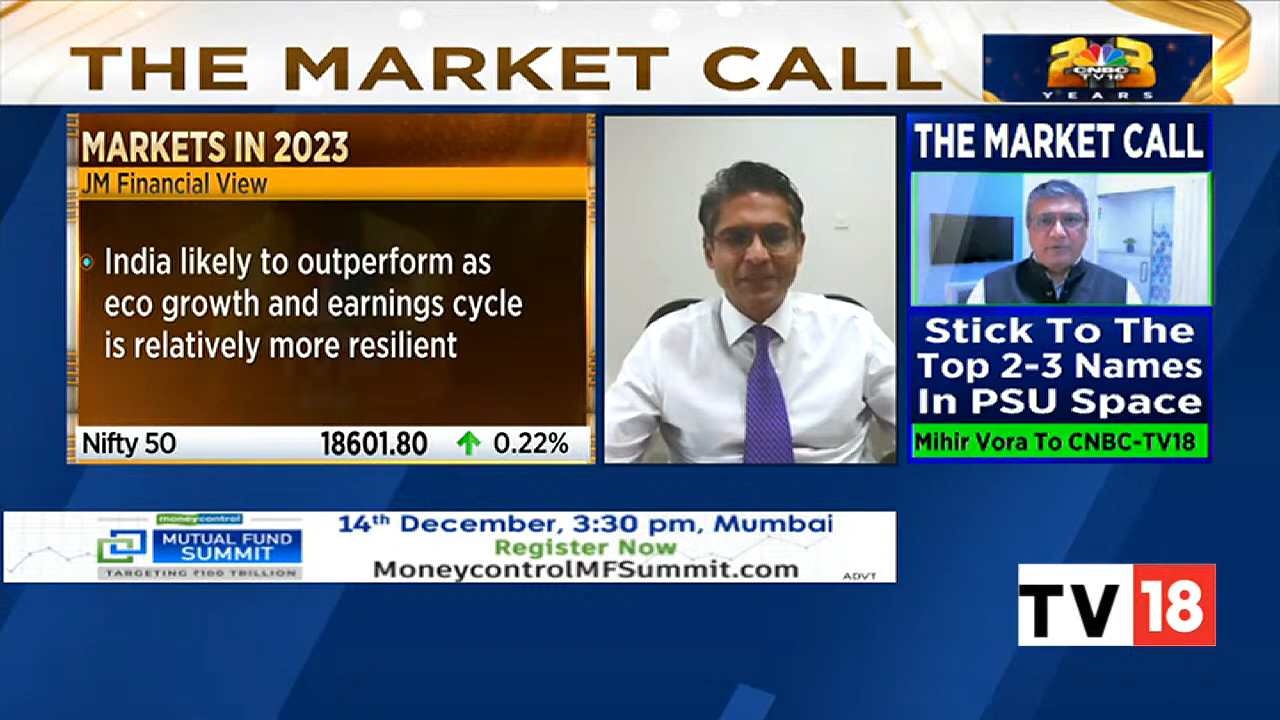 THE MARKET CALL
CNBC
TV18
YEARS
MARKETS IN 2023
JM Financial View
India likely to outperform as
eco growth and earnings cycle
is relatively more resilient
Nifty 50 18601.80 0.22%
THE MARKET CALL
Stick To The
Top 2-3 Names
In PSU Space
Mihir Vora To CNBC-TV18
moneycontrol
MUTUAL FUND
SUMMIT
TARGETING ₹100 TRILLION
14th December, 3:30 pm, Mumbai
Register Now
MoneycontrolMFSummit.com
ADVT
TV18